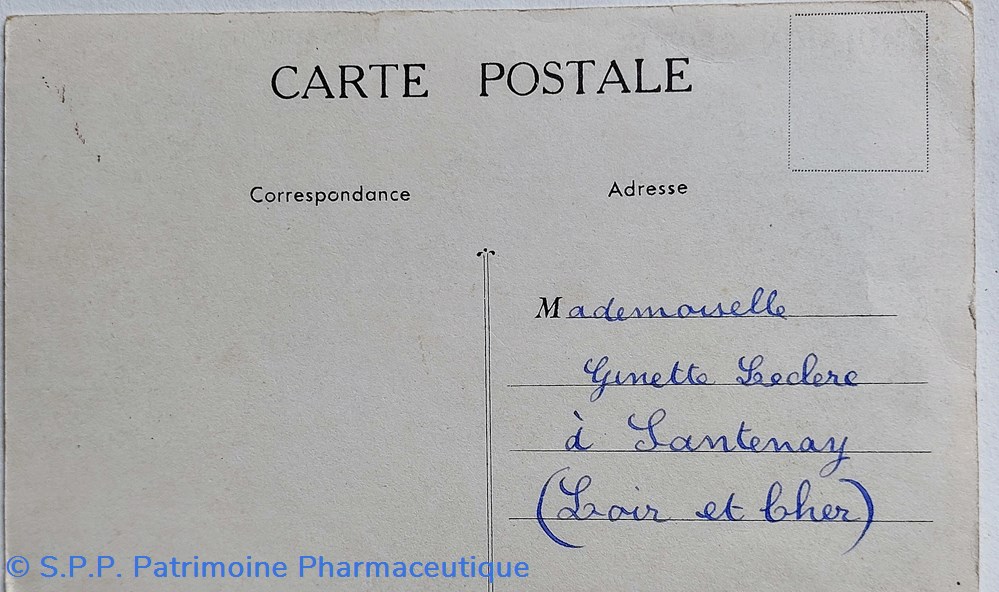 CARTE POSTALE
Correspondance
Adresse
Mademoiselle
Ginette Leclerc
à Santenay
(Loir et Cher)
© S.P.P. Patrimoine Pharmaceutique